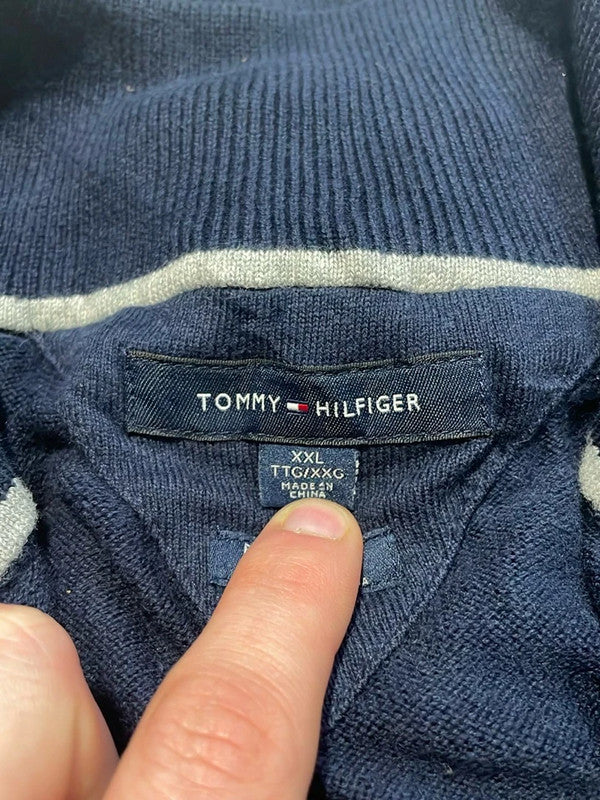 TOMMY HILFIGER
XXL
TTG/XXG
MADE IN
CHINA